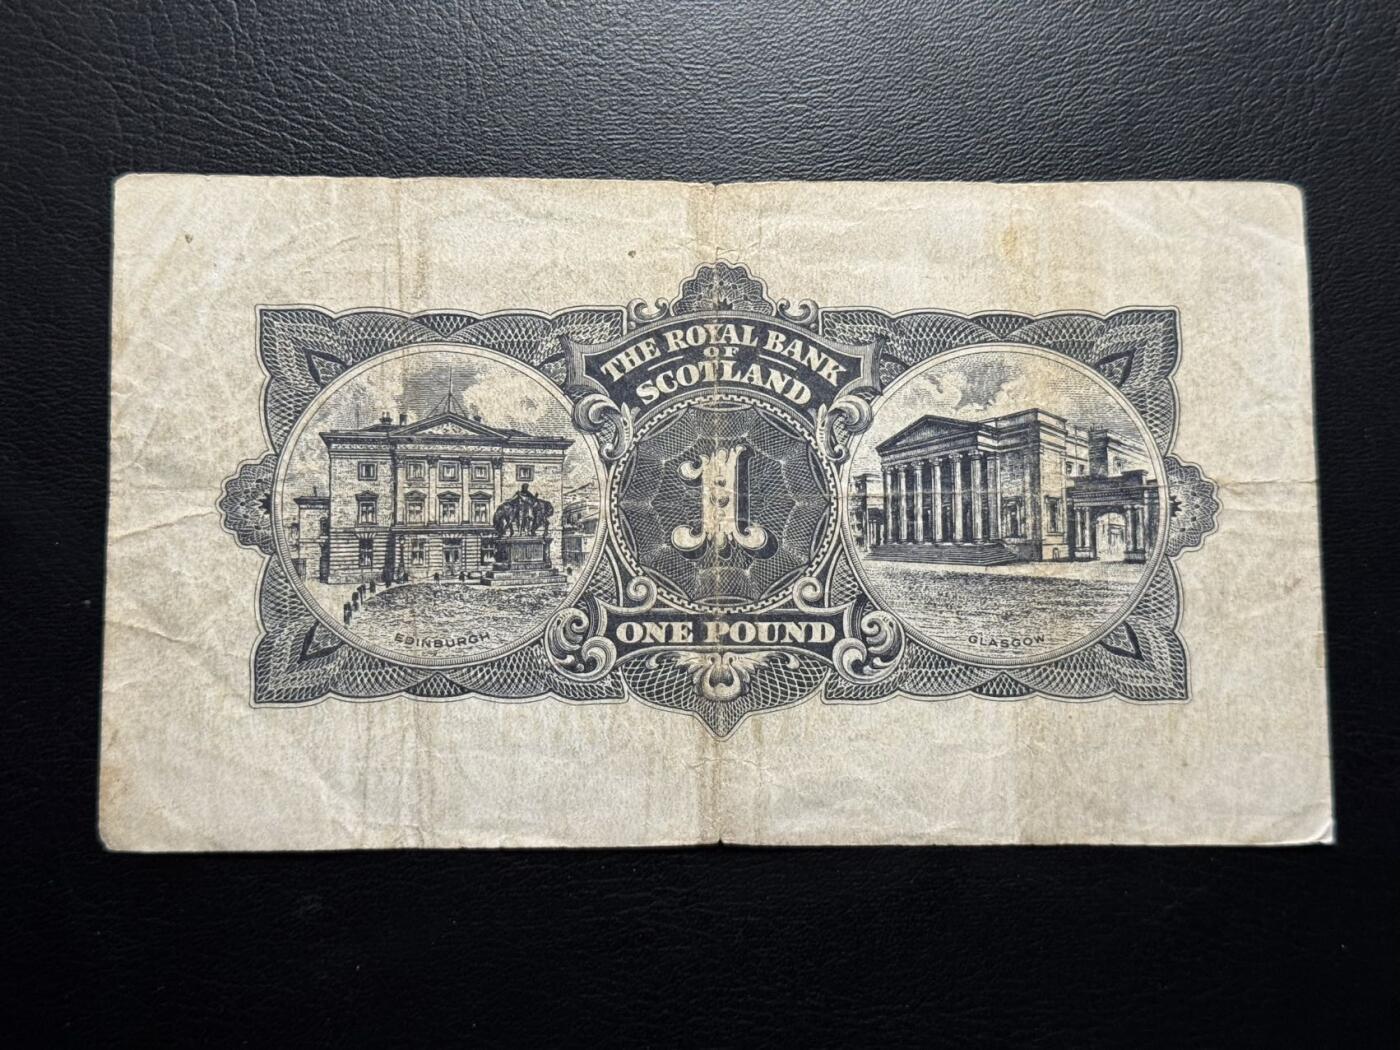 THE ROYAL BANK
OF
SCOTLAND
1
ONE POUND
EDINBURGH
GLASGOW